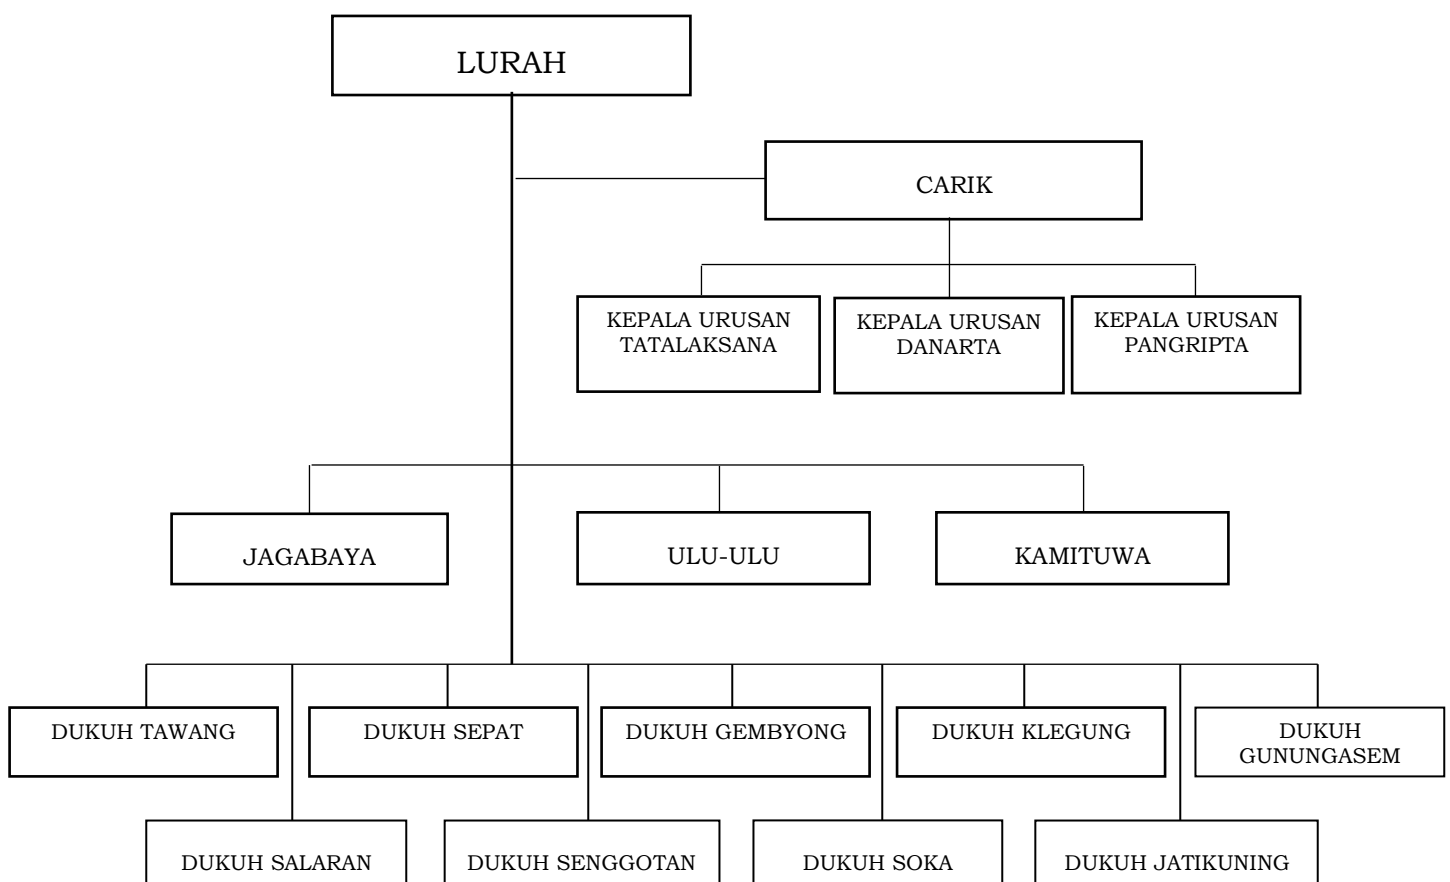 LURAH
CARIK
KEPALA URUSAN
TATALAKSANA
KEPALA URUSAN
DANARTA
KEPALA URUSAN
PANGRIPTA
JAGABAYA
ULU-ULU
KAMITUWA
DUKUH TAWANG
DUKUH SEPAT
DUKUH GEMBYONG
DUKUH KLEGUNG
DUKUH
GUNUNGASEM
DUKUH SALARAN
DUKUH SENGGOTAN
DUKUH SOKA
DUKUH JATIKUNING